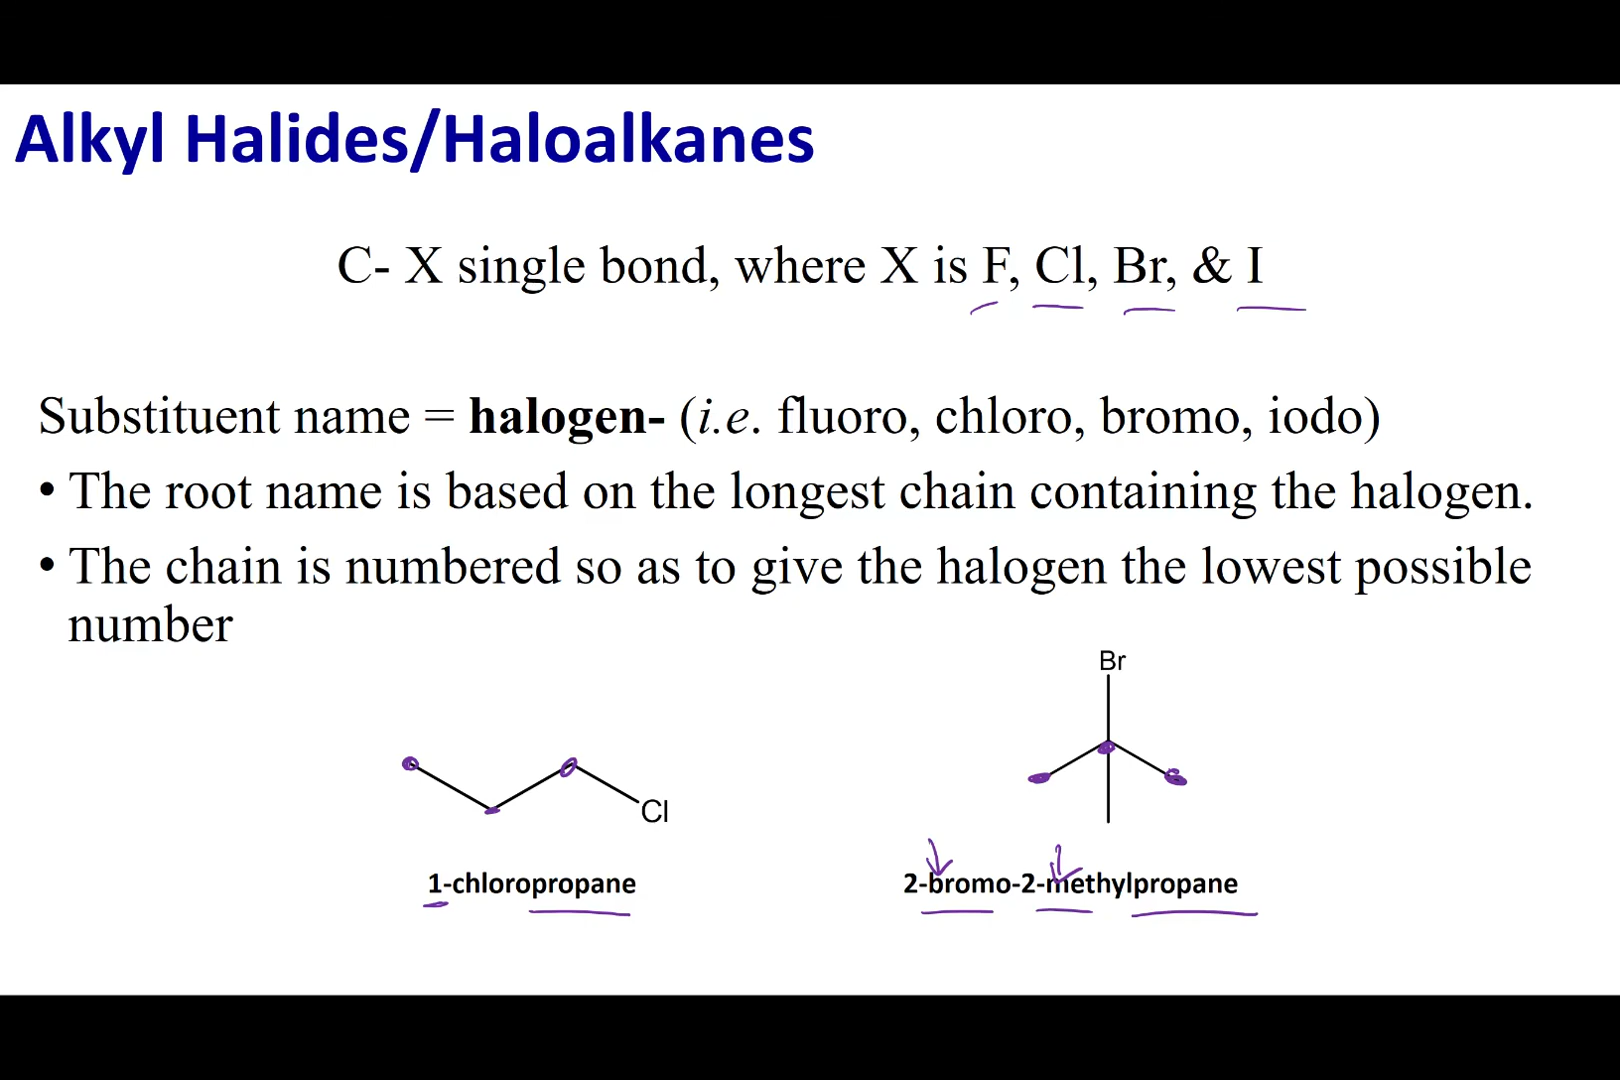 Alkyl Halides/Haloalkanes
C- X single bond, where X is F, Cl, Br, & I
Substituent name = halogen- (i.e. fluoro, chloro, bromo, iodo)
• The root name is based on the longest chain containing the halogen.
• The chain is numbered so as to give the halogen the lowest possible
number
Br
Cl
1-chloropropane
2-bromo-2-methylpropane